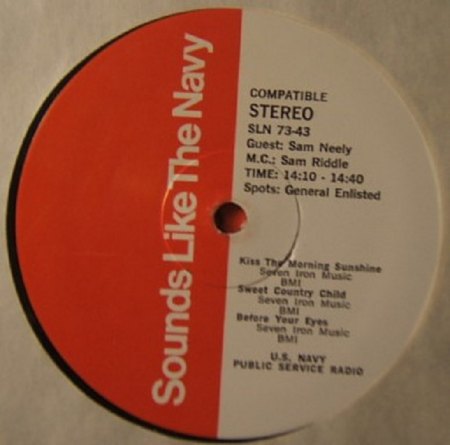 Sounds Like The Navy
COMPATIBLE
STEREO
SLN 73-43
Guest: Sam Neely
M.C.: Sam Riddle
TIME: 14:10 - 14:40
Spots: General Enlisted
Kiss The Morning Sunshine
Seven Iron Music
BMI
Sweet Country Child
Seven Iron Music
BMI
Before Your Eyes
Seven Iron Music
BMI
U.S. NAVY
PUBLIC SERVICE RADIO